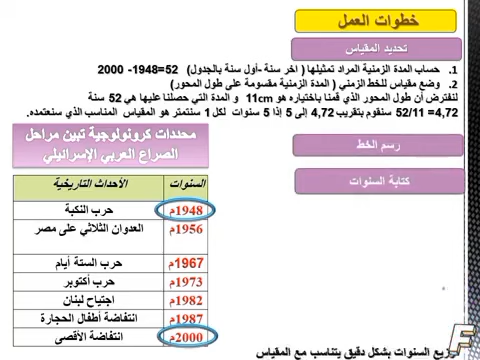 خطوات العمل
تحديد المقياس
1. حساب المدة الزمنية المراد تمثيلها (اخر سنة -أول سنة بالجدول) 52=1948- 2000
2. وضع مقياس للخط الزمني (المدة الزمنية مقسومة على طول المحور)
لنفترض أن طول المحور الذي قمنا باختياره هو 11cm و المدة التي حصلنا عليها هي 52 سنة
4,72= 52/11 سنقوم بتقريب 4,72 إلى 5 إذا 5 سنوات لكل 1 سنتمتر هو المقياس المناسب الذي سنعتمده.
محددات كرونولوجية تبين مراحل
الصراع العربي الإسرائيلي
رسم الخط
كتابة السنوات
السنوات الأحداث التاريخية
1948م حرب النكبة
1956م العدوان الثلاثي على مصر
1967م حرب الستة أيام
1973م حرب أكتوبر
1982م اجتياح لبنان
1987م انتفاضة أطفال الحجارة
2000م انتفاضة الأقصى
السنوات بشكل دقيق يتناسب مع المقياس